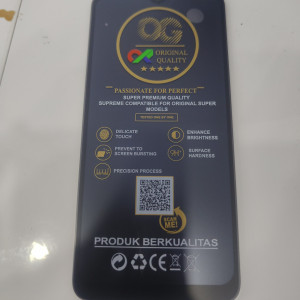 OG
ORIGINAL
QUALITY
PASSIONATE FOR PERFECT
SUPER PREMIUM QUALITY
SUPREME COMPATIBLE FOR ORIGINAL SUPER
MODELS
DELICATE
TOUCH
ENHANCE
BRIGHTNESS
PREVENT TO
SCREEN BURSTING
SURFACE
HARDNESS
PRECISION PROCESS
SCAN
ME!
PRODUK BERKUALITAS
CE